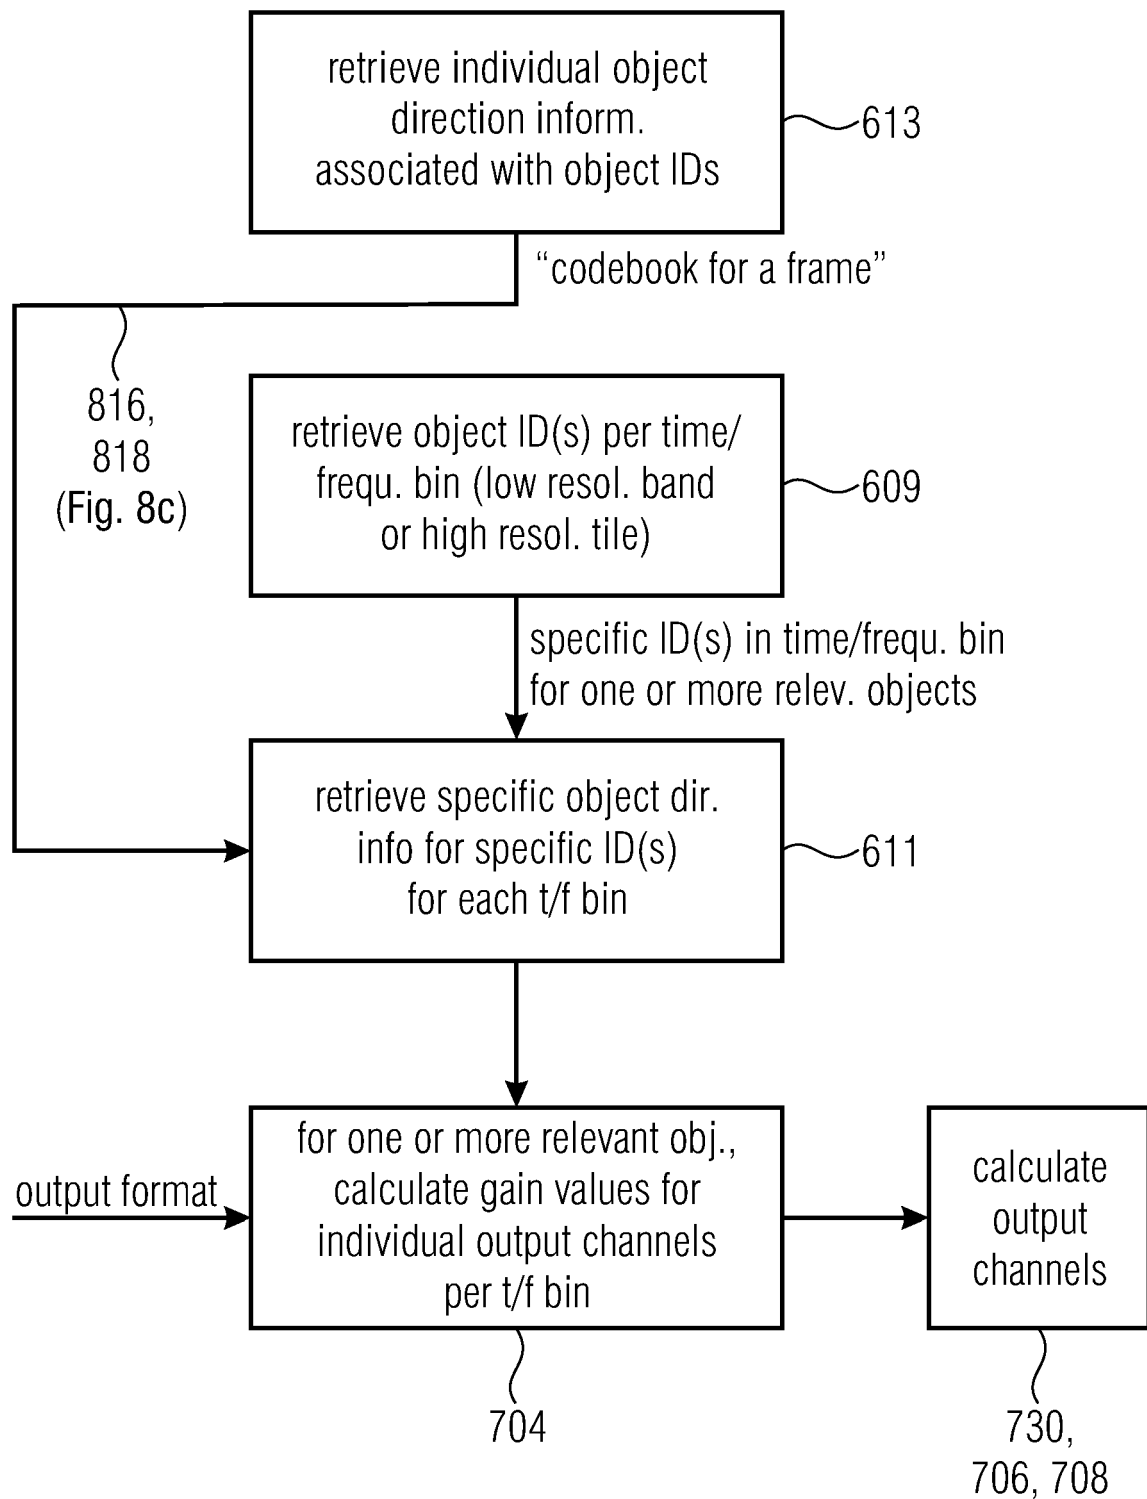 retrieve individual object
direction inform.
associated with object IDs
613
“codebook for a frame”
816,
818
(Fig. 8c)
retrieve object ID(s) per time/
frequ. bin (low resol. band
or high resol. tile)
609
specific ID(s) in time/frequ. bin
for one or more relev. objects
retrieve specific object dir.
info for specific ID(s)
for each t/f bin
611
output format
for one or more relevant obj.,
calculate gain values for
individual output channels
per t/f bin
704
calculate
output
channels
730,
706, 708